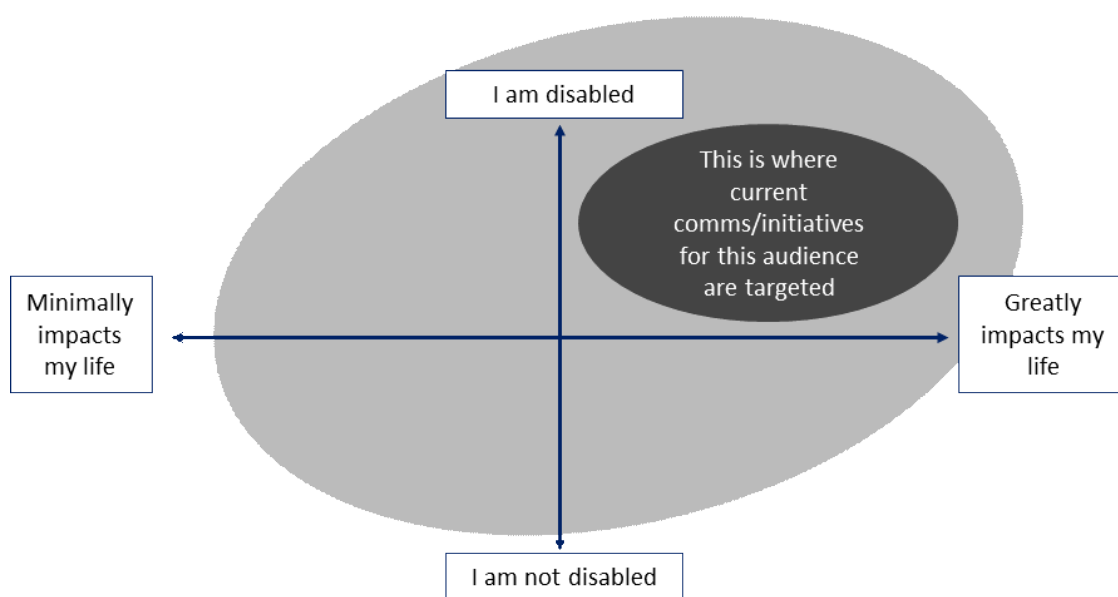 I am disabled
This is where
current
comms/initiatives
for this audience
are targeted
Minimally
impacts
my life
Greatly
impacts my
life
I am not disabled